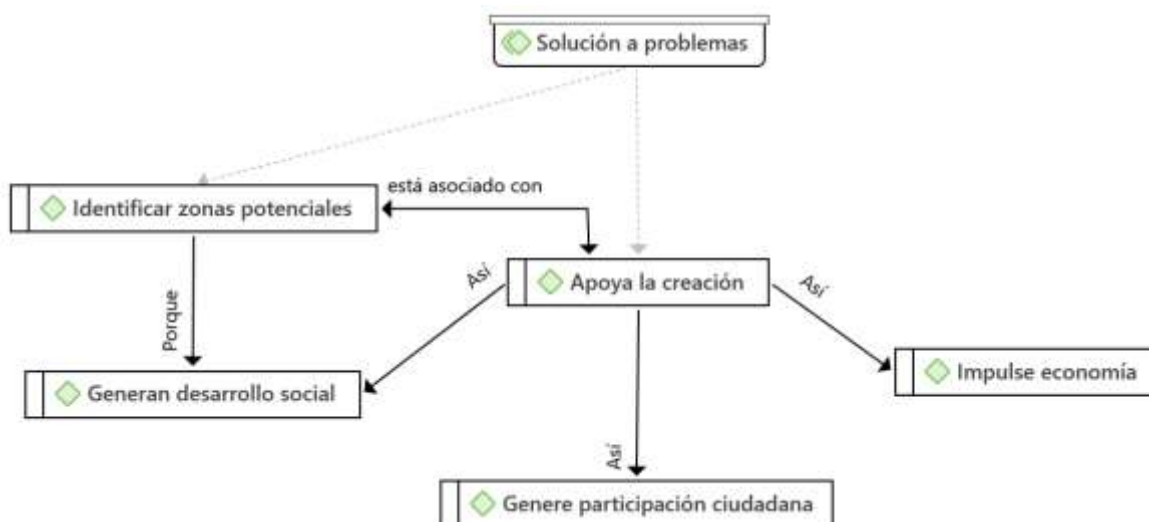 Solución a problemas
Identificar zonas potenciales
está asociado con
Apoya la creación
Porque
Así
Así
Generan desarrollo social
Impulse economía
Así
Genere participación ciudadana